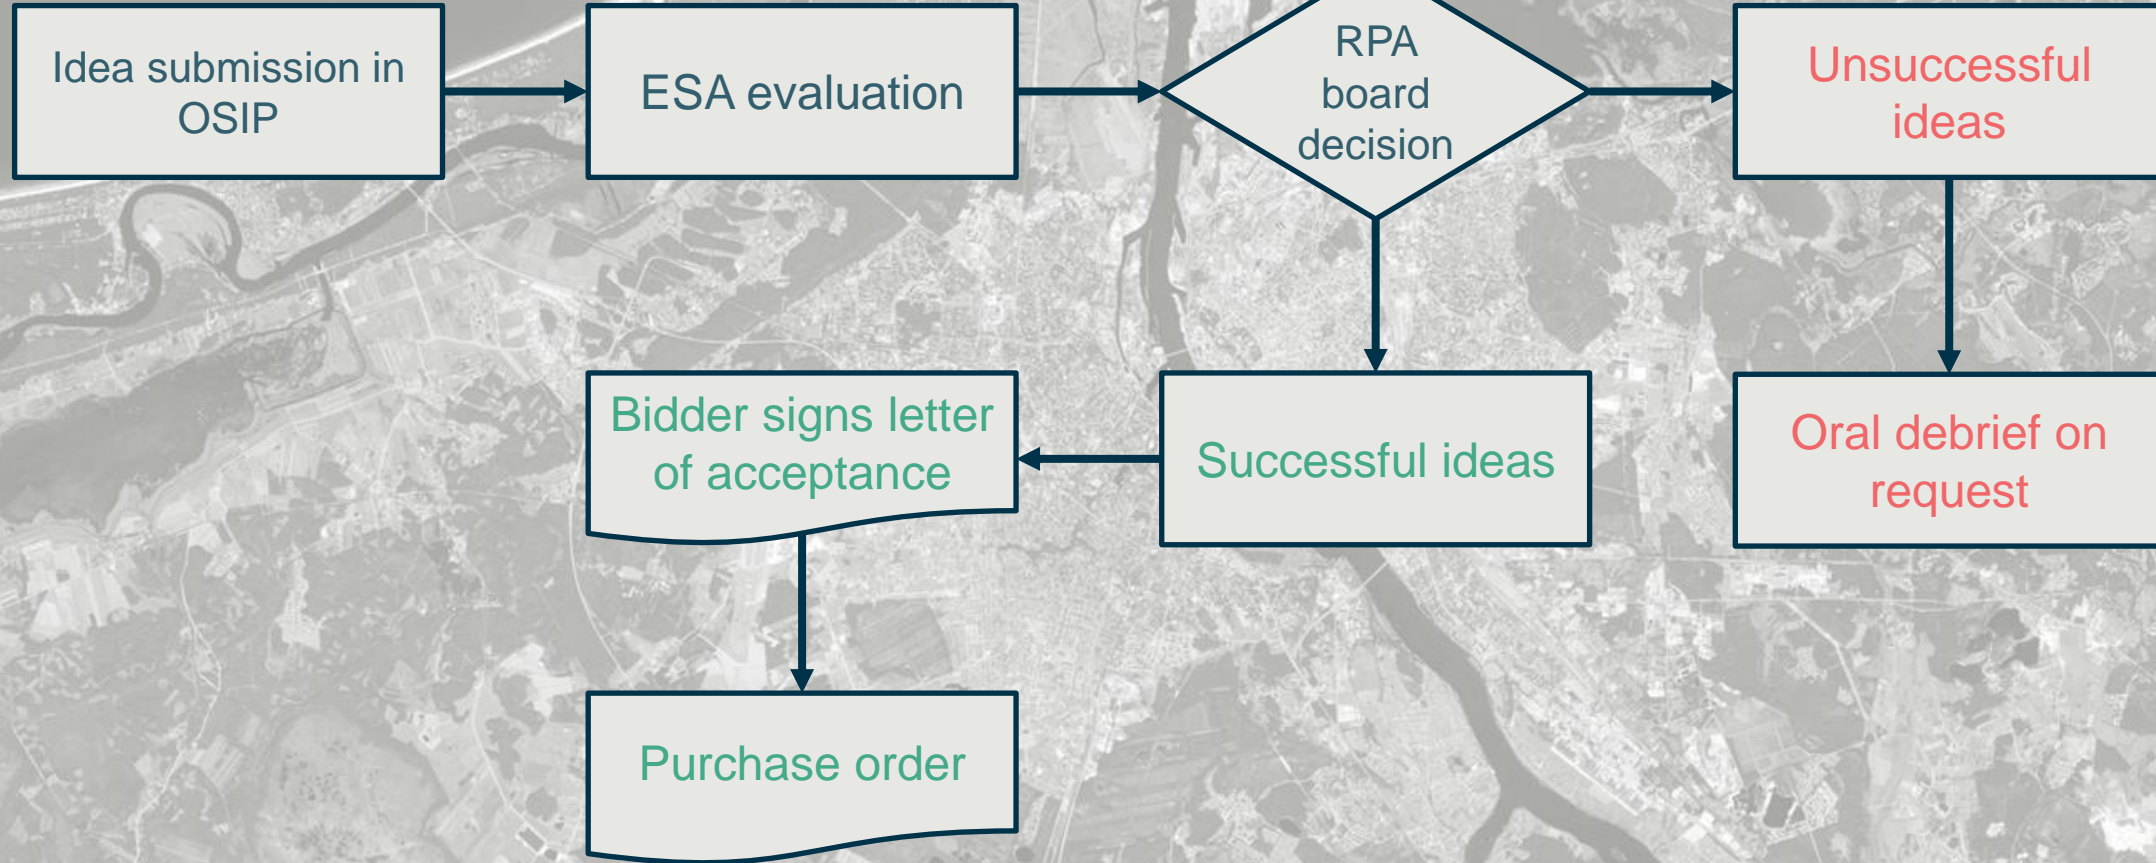 Idea submission in
OSIP
ESA evaluation
RPA
board
decision
Unsuccessful
ideas
Bidder signs letter
of acceptance
Successful ideas
Oral debrief on
request
Purchase order